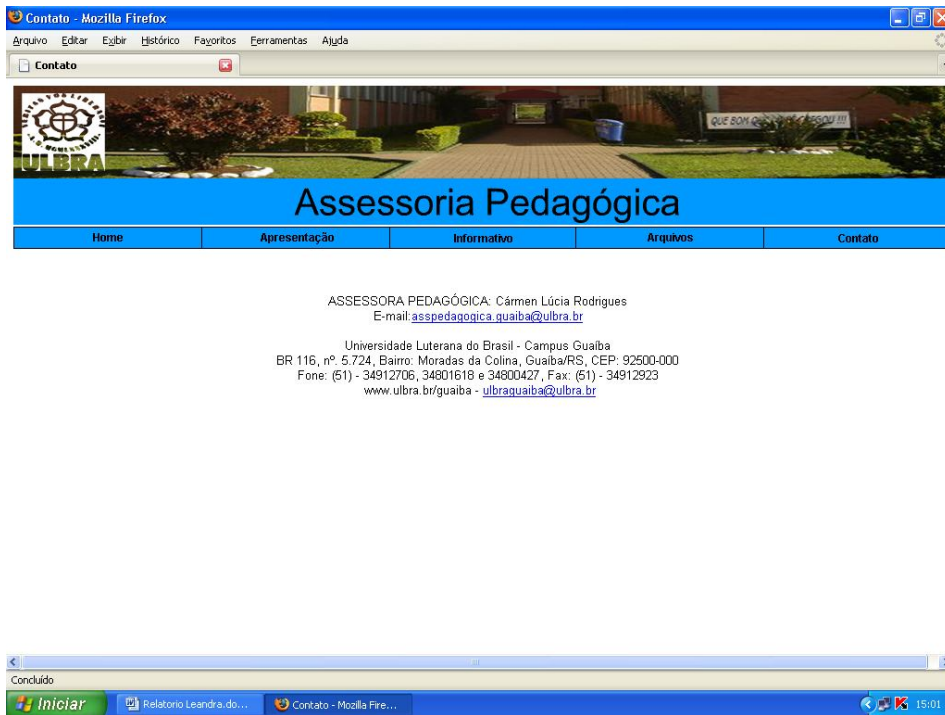 Contato - Mozilla Firefox
Arquivo Editar Exibir Histórico Favoritos Ferramentas Ajuda
Contato
ULBRA
QUE BOM QUE CHEGOU !!!
Assessoria Pedagógica
Home Apresentação Informativo Arquivos Contato
ASSESSORA PEDAGÓGICA: Cármen Lúcia Rodrigues
E-mail:asspedagogica.guaiba@ulbra.br
Universidade Luterana do Brasil - Campus Guaíba
BR 116, nº. 5.724, Bairro: Moradas da Colina, Guaíba/RS, CEP: 92500-000
Fone: (51) - 34912706, 34801618 e 34800427, Fax: (51) - 34912923
www.ulbra.br/guaiba - ulbraguaiba@ulbra.br
Concluído
Iniciar Relatorio Leandra.do... Contato - Mozilla Fire... 15:01